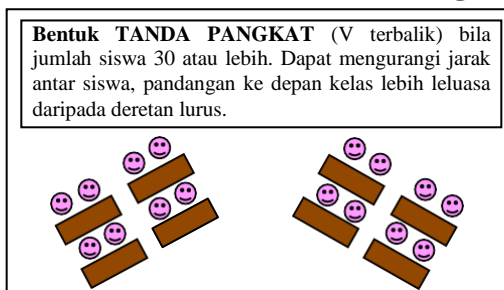 Bentuk TANDA PANGKAT (V terbalik) bila
jumlah siswa 30 atau lebih. Dapat mengurangi jarak
antar siswa, pandangan ke depan kelas lebih leluasa
daripada deretan lurus.